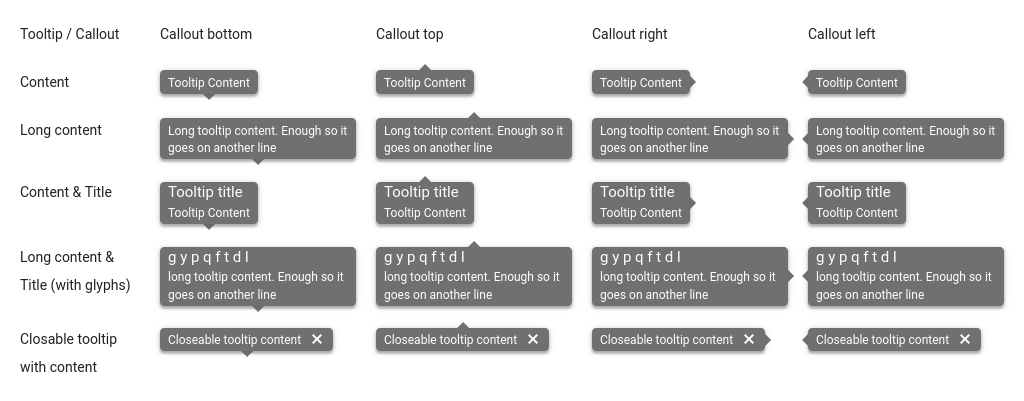 Tooltip / Callout Callout bottom Callout top Callout right Callout left
Content Tooltip Content Tooltip Content Tooltip Content Tooltip Content
Long content Long tooltip content. Enough so it Long tooltip content. Enough so it Long tooltip content. Enough so it Long tooltip content. Enough so it
goes on another line goes on another line goes on another line goes on another line
Content & Title Tooltip title Tooltip title Tooltip title Tooltip title
Tooltip Content Tooltip Content Tooltip Content Tooltip Content
Long content & g y p q f t d l g y p q f t d l g y p q f t d l g y p q f t d l
long tooltip content. Enough so it long tooltip content. Enough so it long tooltip content. Enough so it long tooltip content. Enough so it
Title (with glyphs) goes on another line goes on another line goes on another line goes on another line
Closable tooltip Closeable tooltip content ✕ Closeable tooltip content ✕ Closeable tooltip content ✕ Closeable tooltip content ✕
with content